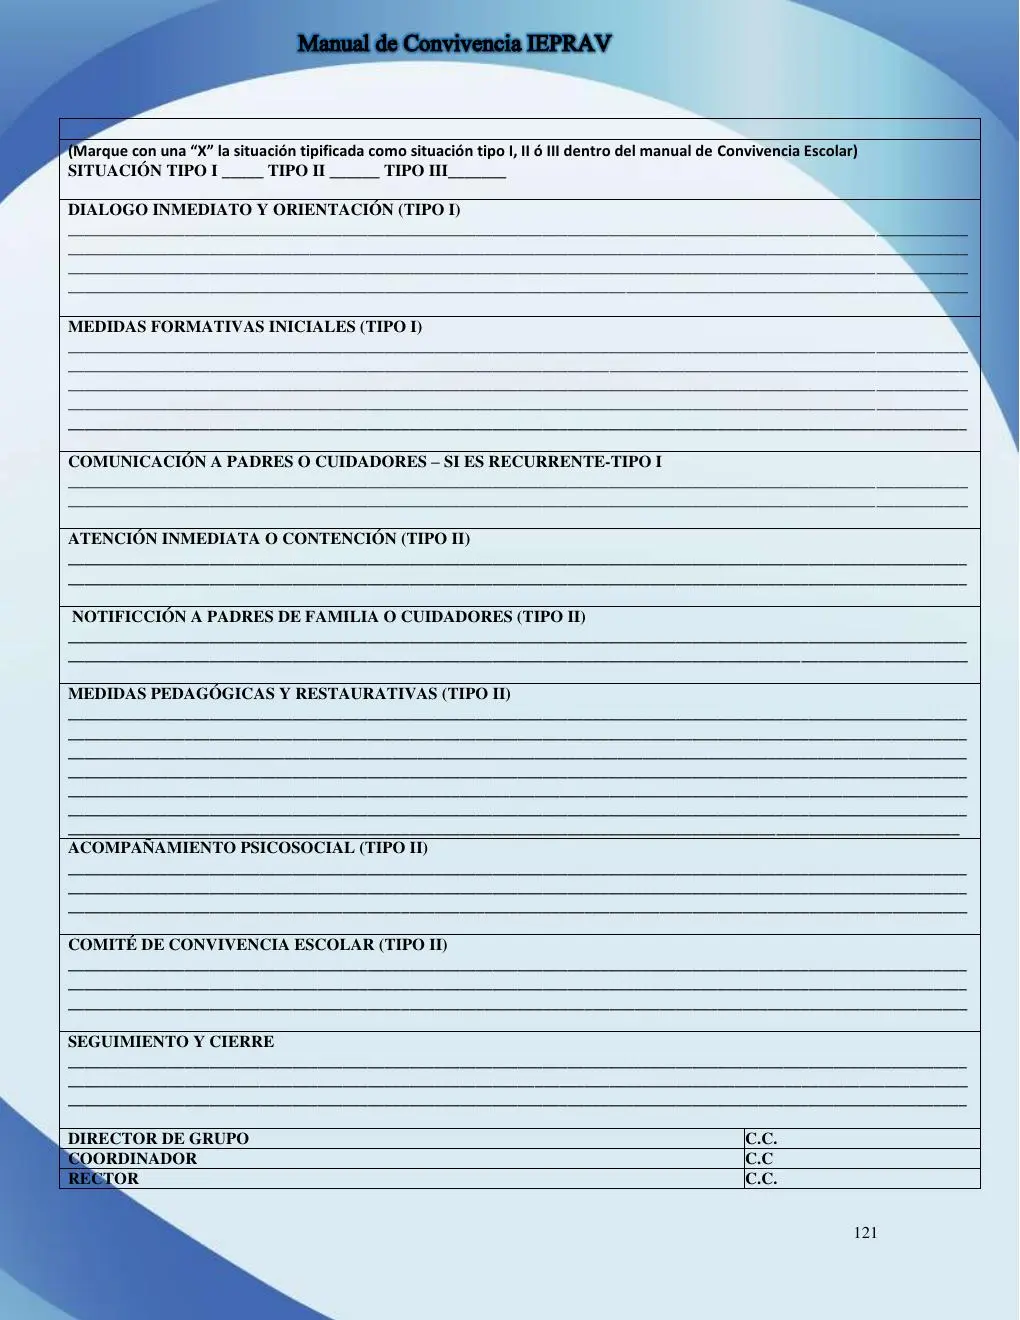 Manual de Convivencia IEPRAV
(Marque con una “X” la situación tipificada como situación tipo I, II ó III dentro del manual de Convivencia Escolar)
SITUACIÓN TIPO I _____ TIPO II ______ TIPO III_______
DIALOGO INMEDIATO Y ORIENTACIÓN (TIPO I)
MEDIDAS FORMATIVAS INICIALES (TIPO I)
COMUNICACIÓN A PADRES O CUIDADORES – SI ES RECURRENTE-TIPO I
ATENCIÓN INMEDIATA O CONTENCIÓN (TIPO II)
NOTIFICCIÓN A PADRES DE FAMILIA O CUIDADORES (TIPO II)
MEDIDAS PEDAGÓGICAS Y RESTAURATIVAS (TIPO II)
ACOMPAÑAMIENTO PSICOSOCIAL (TIPO II)
COMITÉ DE CONVIVENCIA ESCOLAR (TIPO II)
SEGUIMIENTO Y CIERRE
DIRECTOR DE GRUPO C.C.
COORDINADOR C.C
RECTOR C.C.
121